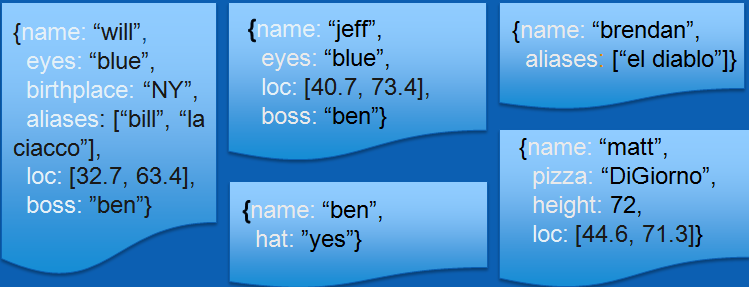 {name: “will”,
eyes: “blue”,
birthplace: “NY”,
aliases: [“bill”, “la
ciacco”],
loc: [32.7, 63.4],
boss: ”ben”}
{name: “jeff”,
eyes: “blue”,
loc: [40.7, 73.4],
boss: “ben”}
{name: “brendan”,
aliases: [“el diablo”]}
{name: “ben”,
hat: ”yes”}
{name: “matt”,
pizza: “DiGiorno”,
height: 72,
loc: [44.6, 71.3]}